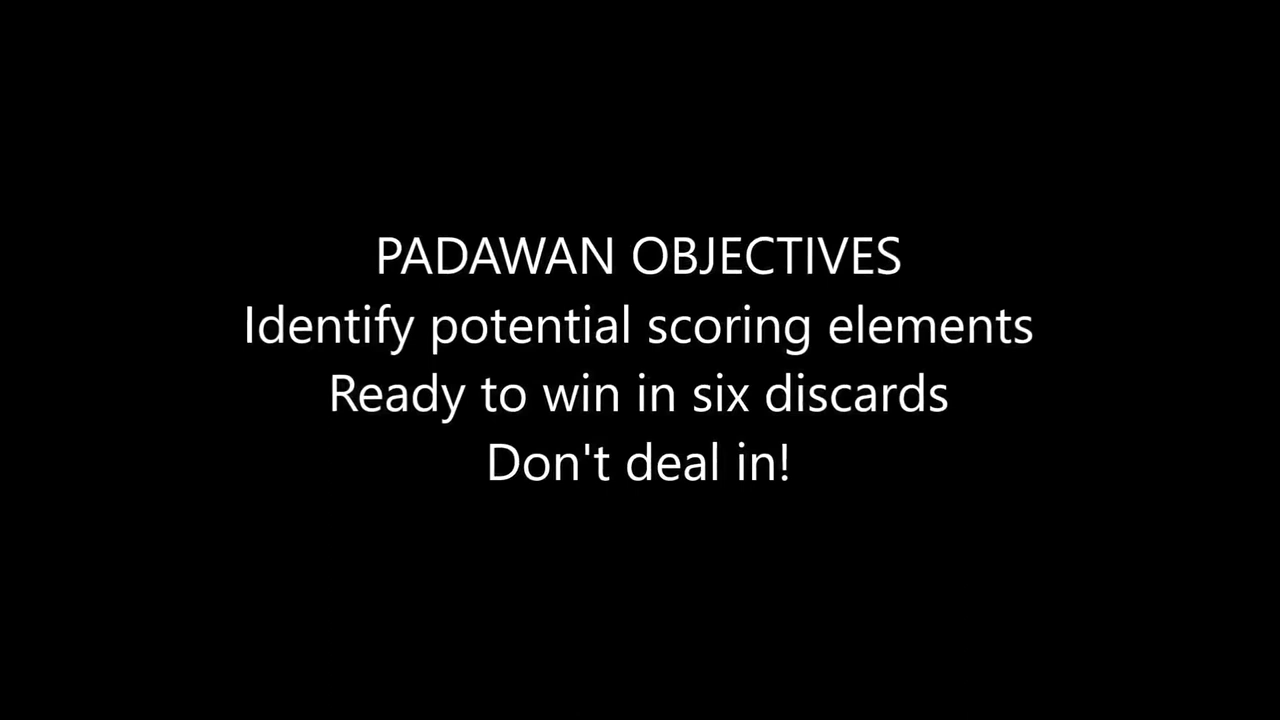 PADAWAN OBJECTIVES
Identify potential scoring elements
Ready to win in six discards
Don't deal in!